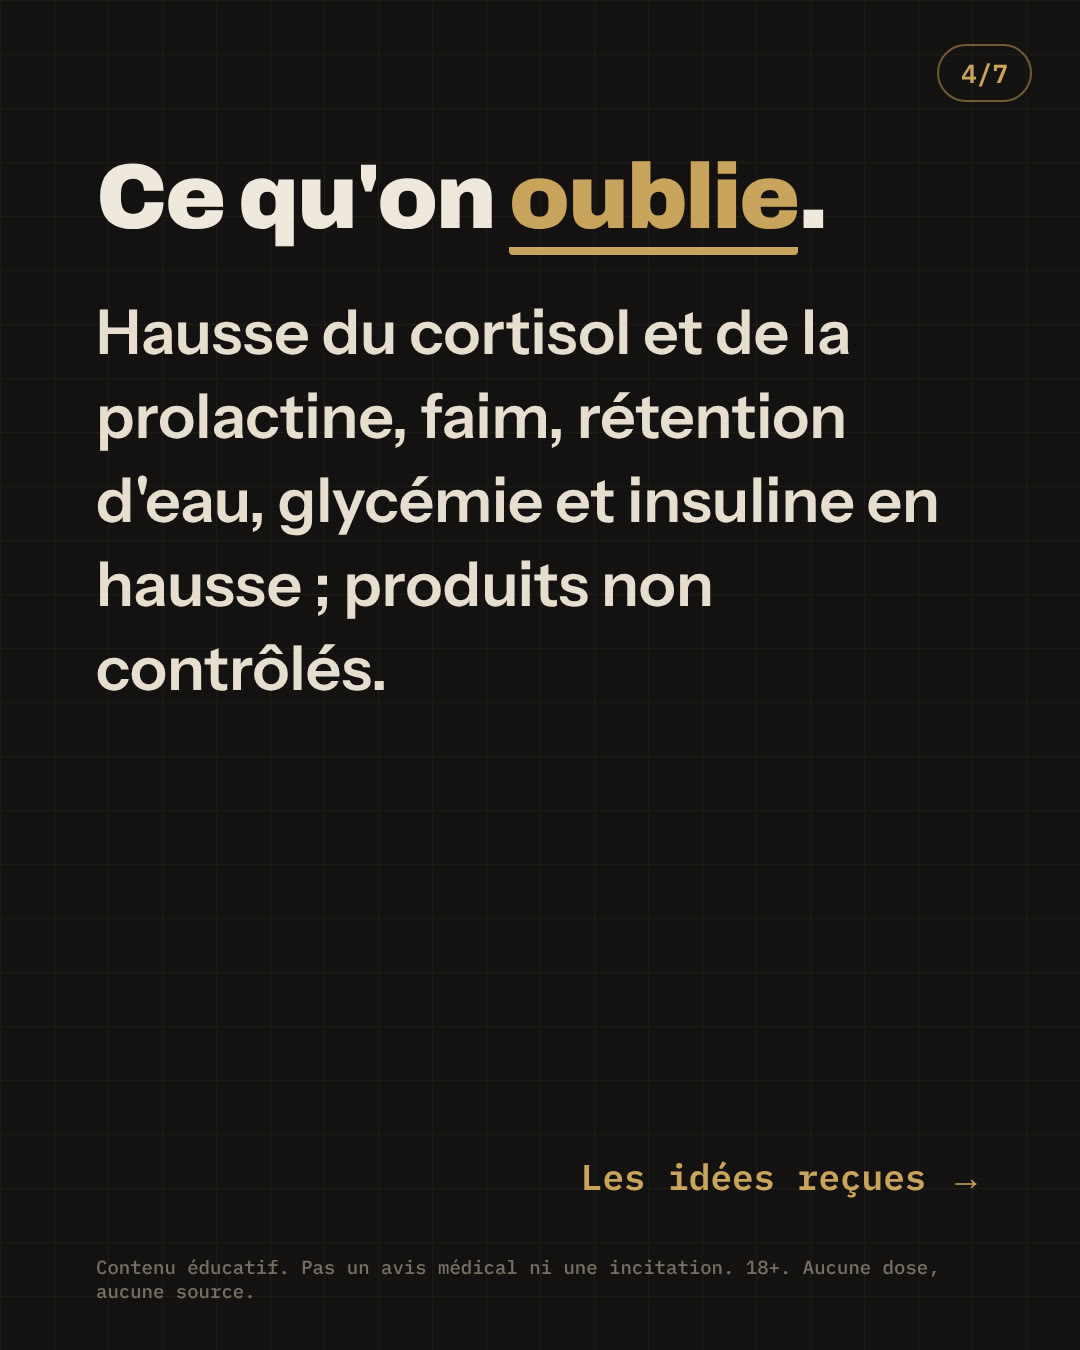 4/7
Ce qu'on oublie.
Hausse du cortisol et de la
prolactine, faim, rétention
d'eau, glycémie et insuline en
hausse ; produits non
contrôlés.
Les idées reçues →
Contenu éducatif. Pas un avis médical ni une incitation. 18+. Aucune dose,
aucune source.